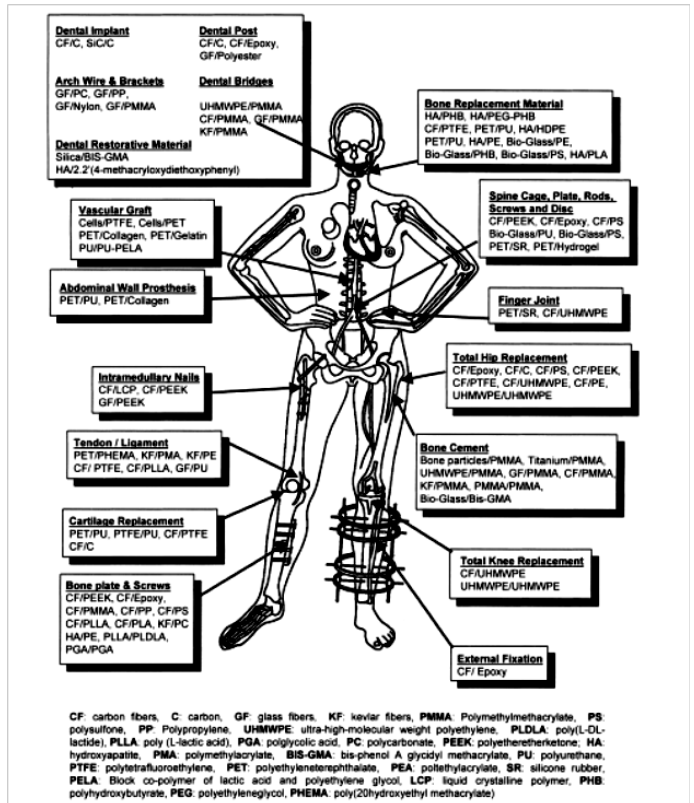 Dental Implant
CF/C, SiC/C
Dental Post
CF/C, CF/Epoxy,
GF/Polyester
Arch Wire & Brackets
GF/PC, GF/PP,
GF/Nylon, GF/PMMA
Dental Bridges
UHMWPE/PMMA
CF/PMMA, GF/PMMA
KF/PMMA
Dental Restorative Material
Silica/BIS-GMA
HA/2.2'(4-methacryloxydiethoxyphenyl)
Bone Replacement Material
HA/PHB, HA/PEG-PHB
CF/PTFE, PET/PU, HA/HDPE
PET/PU, HA/PE, Bio-Glass/PE,
Bio-Glass/PHB, Bio-Glass/PS, HA/PLA
Vascular Graft
Cells/PTFE, Cells/PET
PET/Collagen, PET/Gelatin
PU/PU-PELA
Spine Cage, Plate, Rods,
Screws and Disc
CF/PEEK, CF/Epoxy, CF/PS
Bio-Glass/PU, Bio-Glass/PS,
PET/SR, PET/Hydrogel
Abdominal Wall Prosthesis
PET/PU, PET/Collagen
Finger Joint
PET/SR, CF/UHMWPE
Intramedullary Nails
CF/LCP, CF/PEEK
GF/PEEK
Total Hip Replacement
CF/Epoxy, CF/C, CF/PS, CF/PEEK,
CF/PTFE, CF/UHMWPE, CF/PE,
UHMWPE/UHMWPE
Tendon / Ligament
PET/PHEMA, KF/PMA, KF/PE
CF/ PTFE, CF/PLLA, GF/PU
Bone Cement
Bone particles/PMMA, Titanium/PMMA,
UHMWPE/PMMA, GF/PMMA, CF/PMMA,
KF/PMMA, PMMA/PMMA,
Bio-Glass/Bis-GMA
Cartilage Replacement
PET/PU, PTFE/PU, CF/PTFE
CF/C
Total Knee Replacement
CF/UHMWPE
UHMWPE/UHMWPE
Bone plate & Screws
CF/PEEK, CF/Epoxy,
CF/PMMA, CF/PP, CF/PS
CF/PLLA, CF/PLA, KF/PC
HA/PE, PLLA/PLDLA,
PGA/PGA
External Fixation
CF/ Epoxy
CF: carbon fibers, C: carbon, GF: glass fibers, KF: kevlar fibers, PMMA: Polymethylmethacrylate, PS:
polysulfone, PP: Polypropylene, UHMWPE: ultra-high-molecular weight polyethylene, PLDLA: poly(L-DL-
lactide), PLLA: poly (L-lactic acid), PGA: polglycolic acid, PC: polycarbonate, PEEK: polyetheretherketone; HA:
hydroxyapatite, PMA: polymethylacrylate, BIS-GMA: bis-phenol A glycidyl methacrylate, PU: polyurethane,
PTFE: polytetrafluoroethylene, PET: polyethyleneterephthalate, PEA: poltethylacrylate, SR: silicone rubber,
PELA: Block co-polymer of lactic acid and polyethylene glycol, LCP: liquid crystalline polymer, PHB:
polyhydroxybutyrate, PEG: polyethyleneglycol, PHEMA: poly(20hydroxyethyl methacrylate)